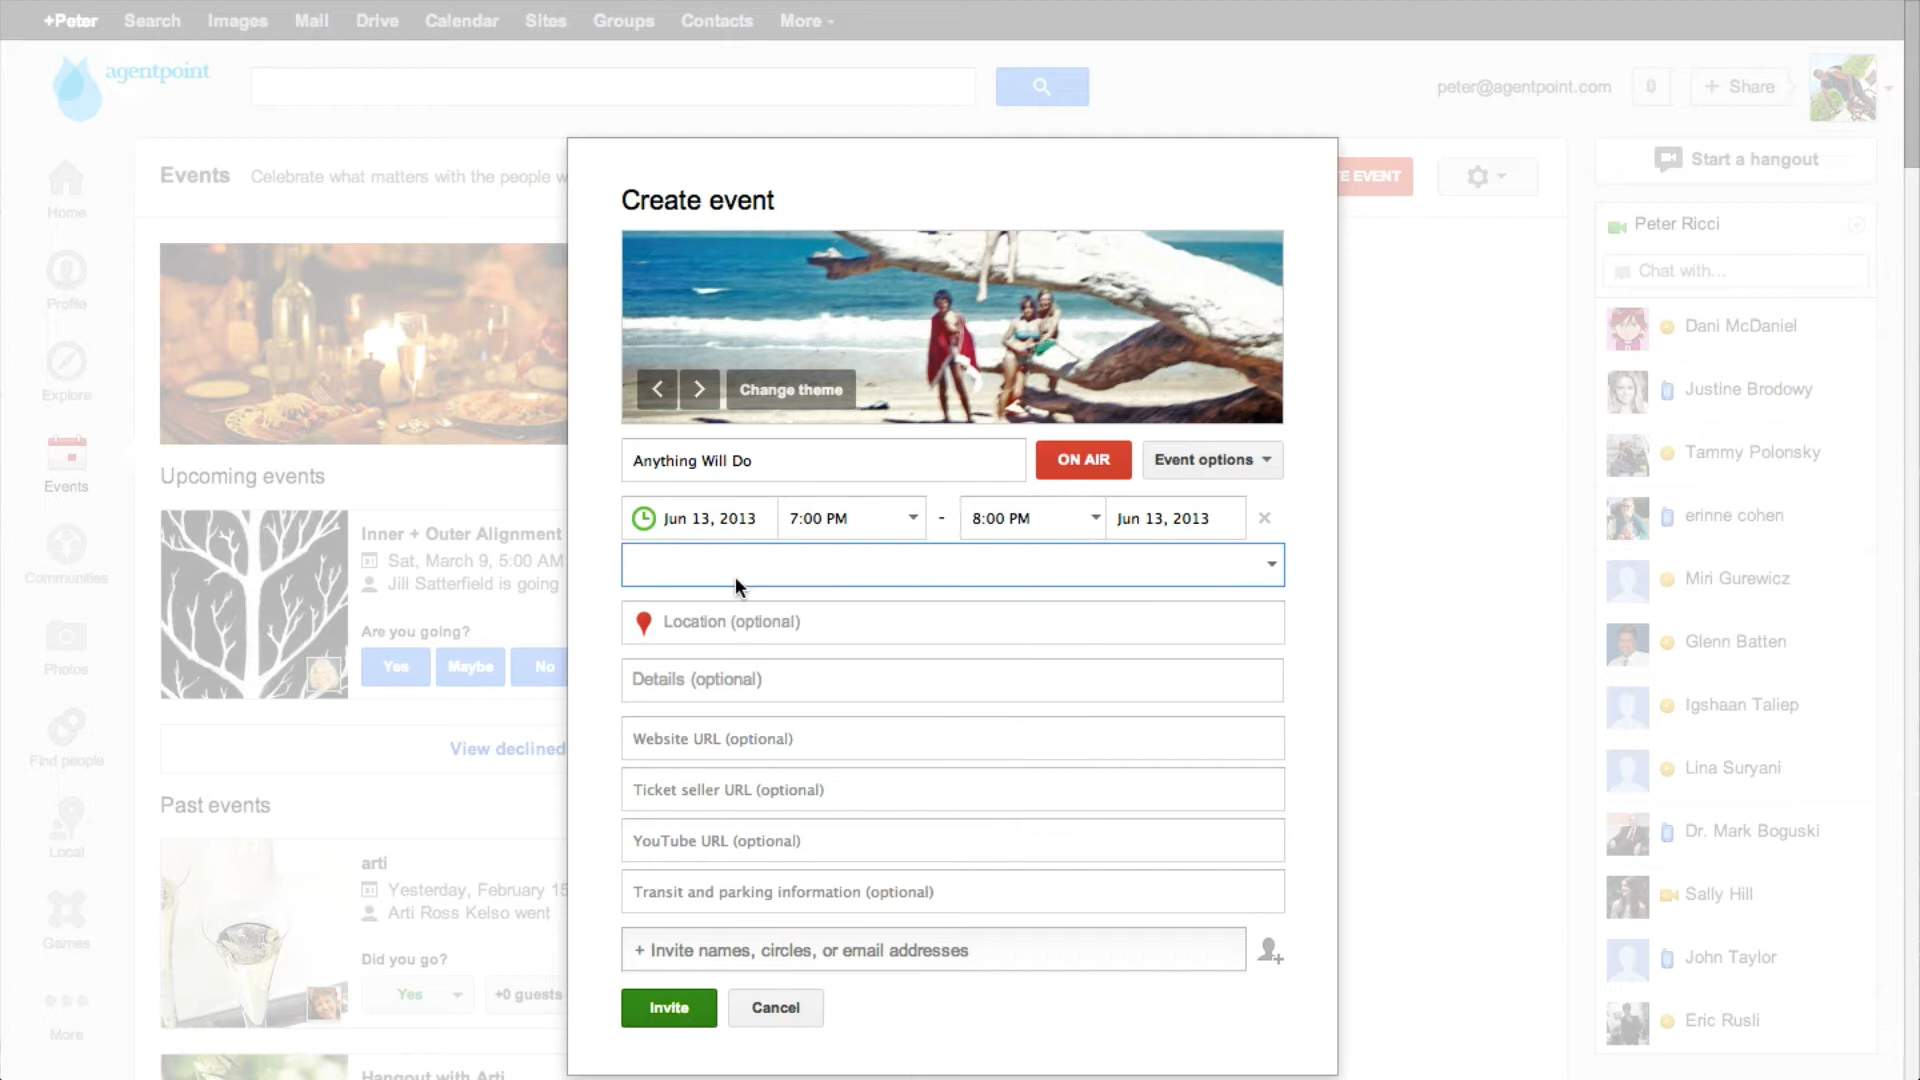 +Peter Search Images Mail Drive Calendar Sites Groups Contacts More
agentpoint
peter@agentpoint.com 0 + Share
Home
Profile
Explore
Events
Communities
Photos
Find people
Local
Games
More
Events Celebrate what matters with the people w
Upcoming events
Inner + Outer Alignment
Sat, March 9, 5:00 AM
Jill Satterfield is going
Are you going?
Yes Maybe No
View declined
Past events
arti
Yesterday, February 15
Arti Ross Kelso went
Did you go?
Yes +0 guests
Hangout with Arti
Create event
Change theme
Anything Will Do ON AIR Event options
Jun 13, 2013 7:00 PM - 8:00 PM Jun 13, 2013
Location (optional)
Details (optional)
Website URL (optional)
Ticket seller URL (optional)
YouTube URL (optional)
Transit and parking information (optional)
+ Invite names, circles, or email addresses
Invite Cancel
E EVENT
Start a hangout
Peter Ricci
Chat with...
Dani McDaniel
Justine Brodowy
Tammy Polonsky
erinne cohen
Miri Gurewicz
Glenn Batten
Igshaan Taliep
Lina Suryani
Dr. Mark Boguski
Sally Hill
John Taylor
Eric Rusli